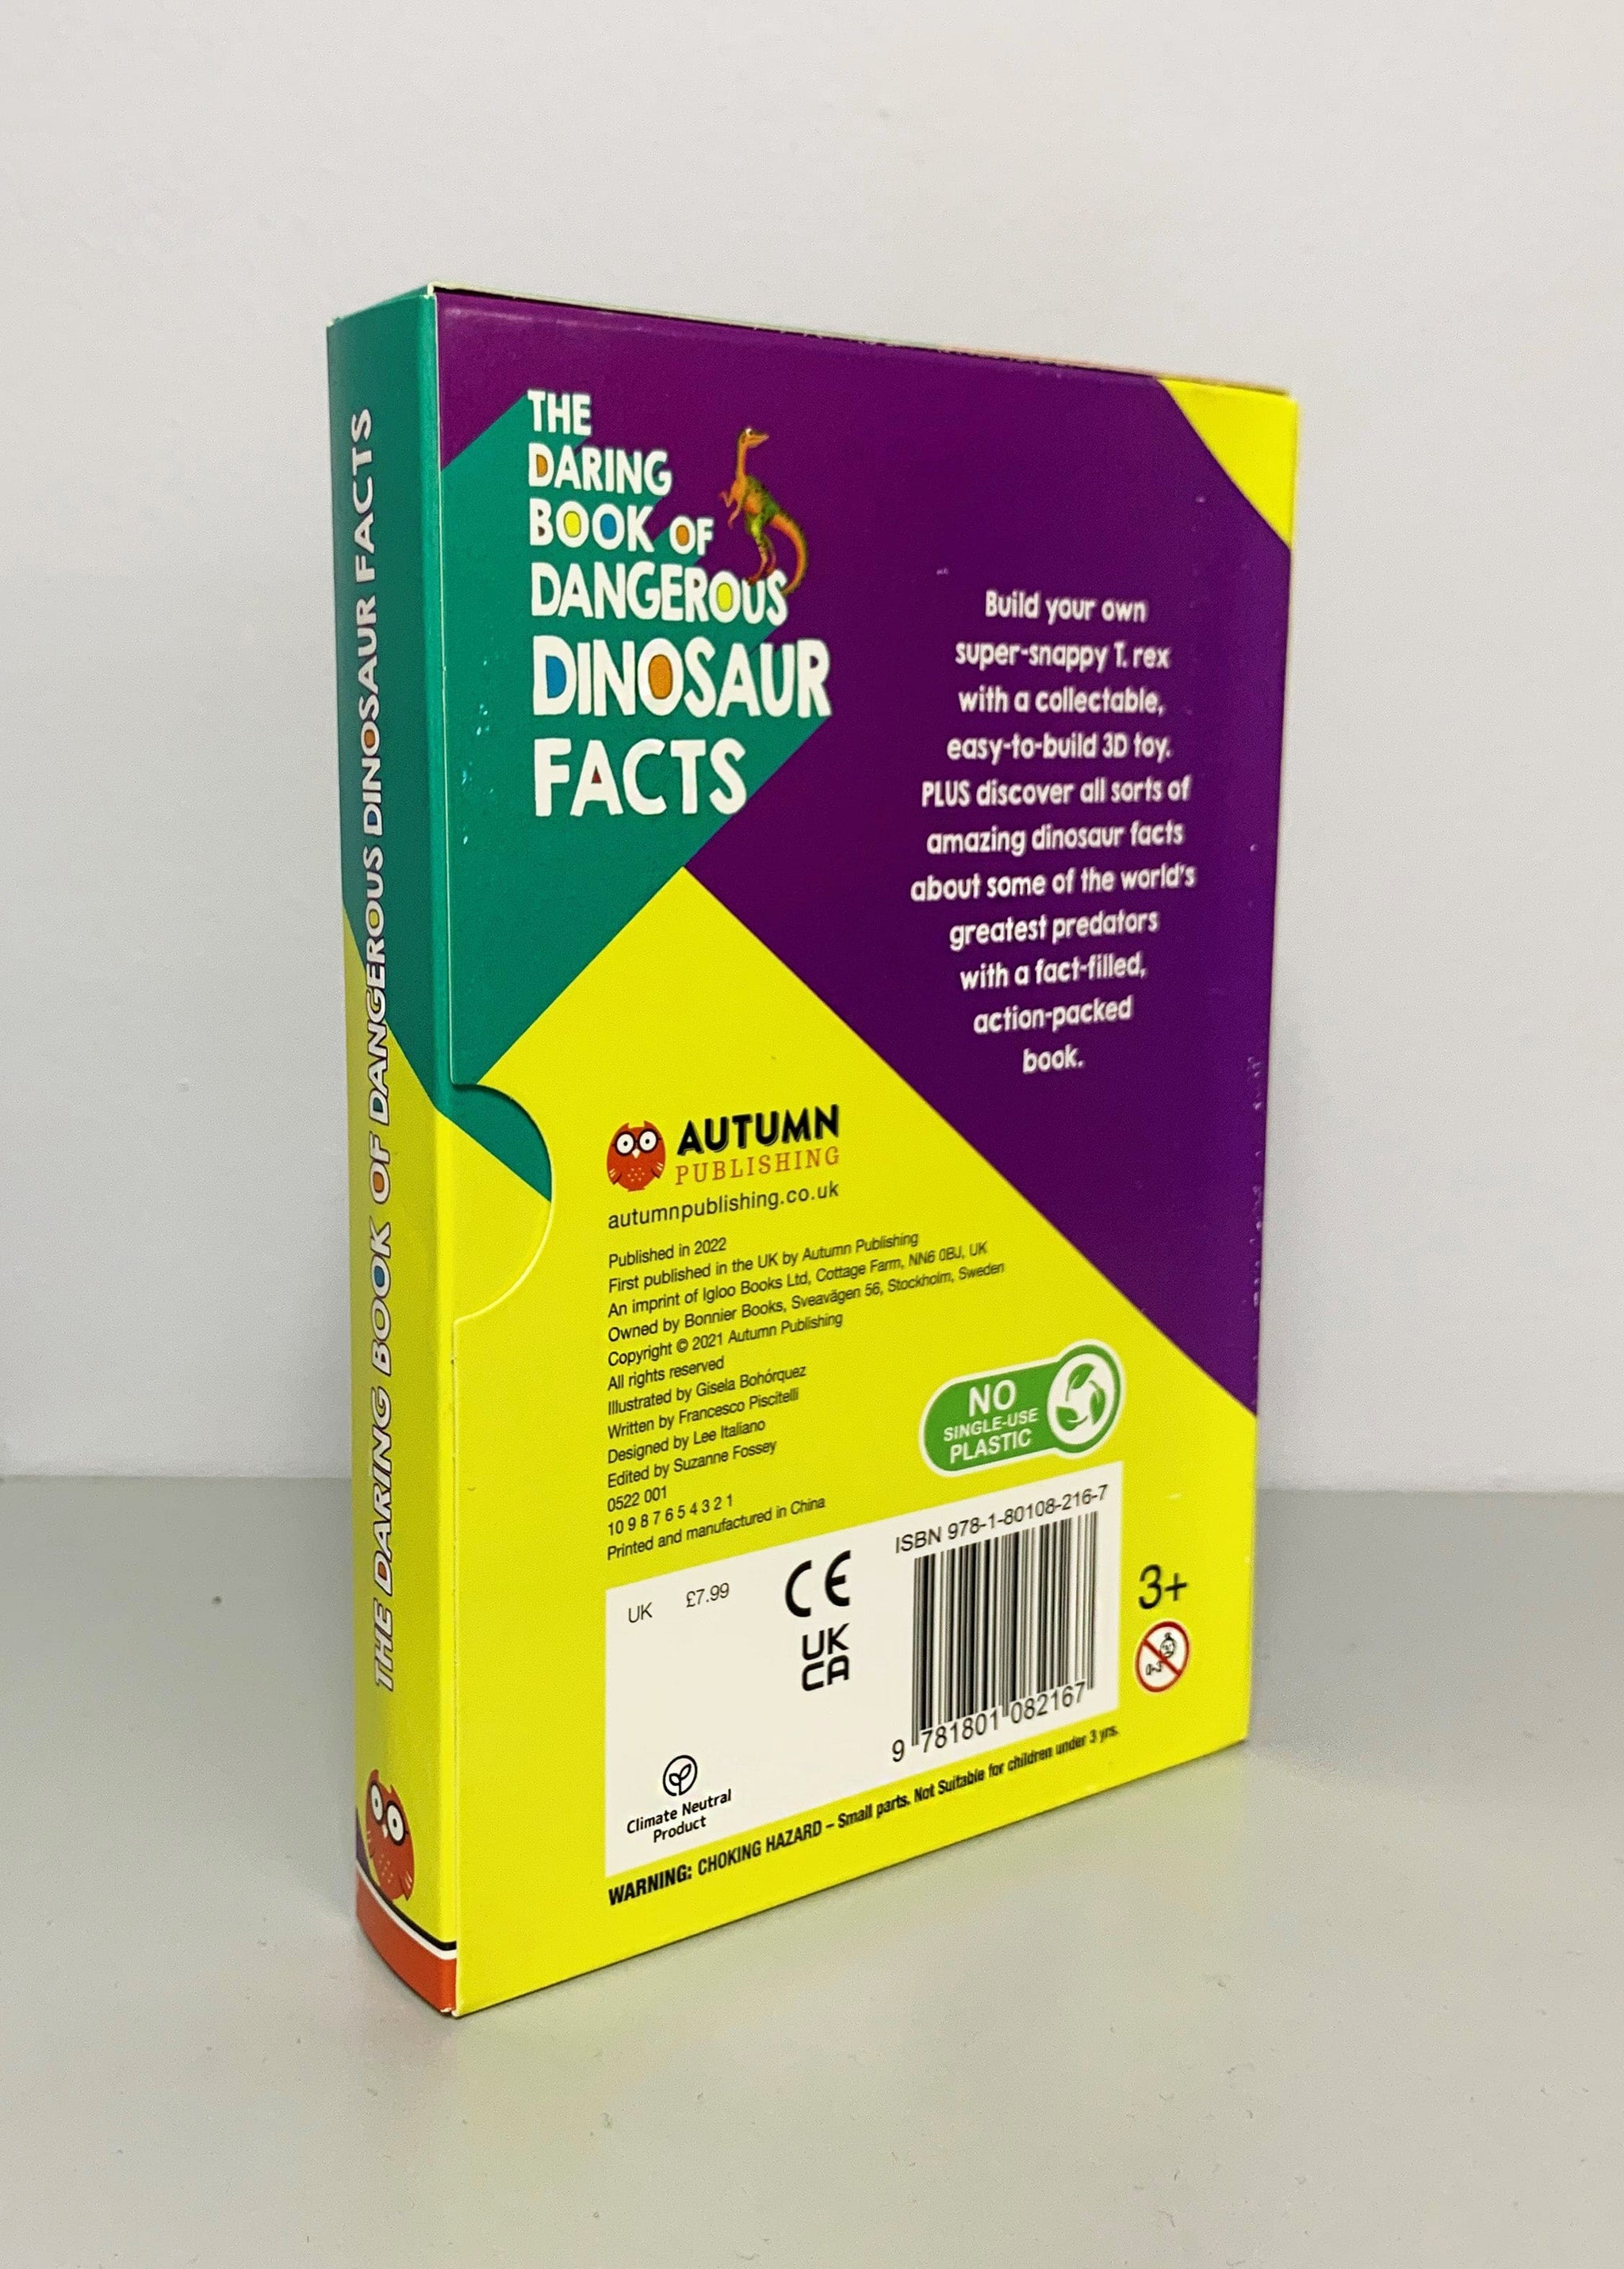 THE DARING BOOK OF DANGEROUS DINOSAUR FACTS
THE
DARING
BOOK OF
DANGEROUS
DINOSAUR
FACTS
Build your own
super-snappy T. rex
with a collectable,
easy-to-build 3D toy.
PLUS discover all sorts of
amazing dinosaur facts
about some of the world's
greatest predators
with a fact-filled,
action-packed
book.
AUTUMN
PUBLISHING
autumnpublishing.co.uk
Published in 2022
First published in the UK by Autumn Publishing
An imprint of Igloo Books Ltd, Cottage Farm, NN6 0BJ, UK
Owned by Bonnier Books, Sveavägen 56, Stockholm, Sweden
Copyright © 2021 Autumn Publishing
All rights reserved
Illustrated by Gisela Bohórquez
Written by Francesco Piscitelli
Designed by Lee Italiano
Edited by Suzanne Fossey
0522 001
10 9 8 7 6 5 4 3 2 1
Printed and manufactured in China
NO
SINGLE-USE
PLASTIC
UK £7.99
CE
UK
CA
ISBN 978-1-80108-216-7
9 781801 082167
3+
0-3
Climate Neutral
Product
WARNING: CHOKING HAZARD – Small parts. Not Suitable for children under 3 yrs.